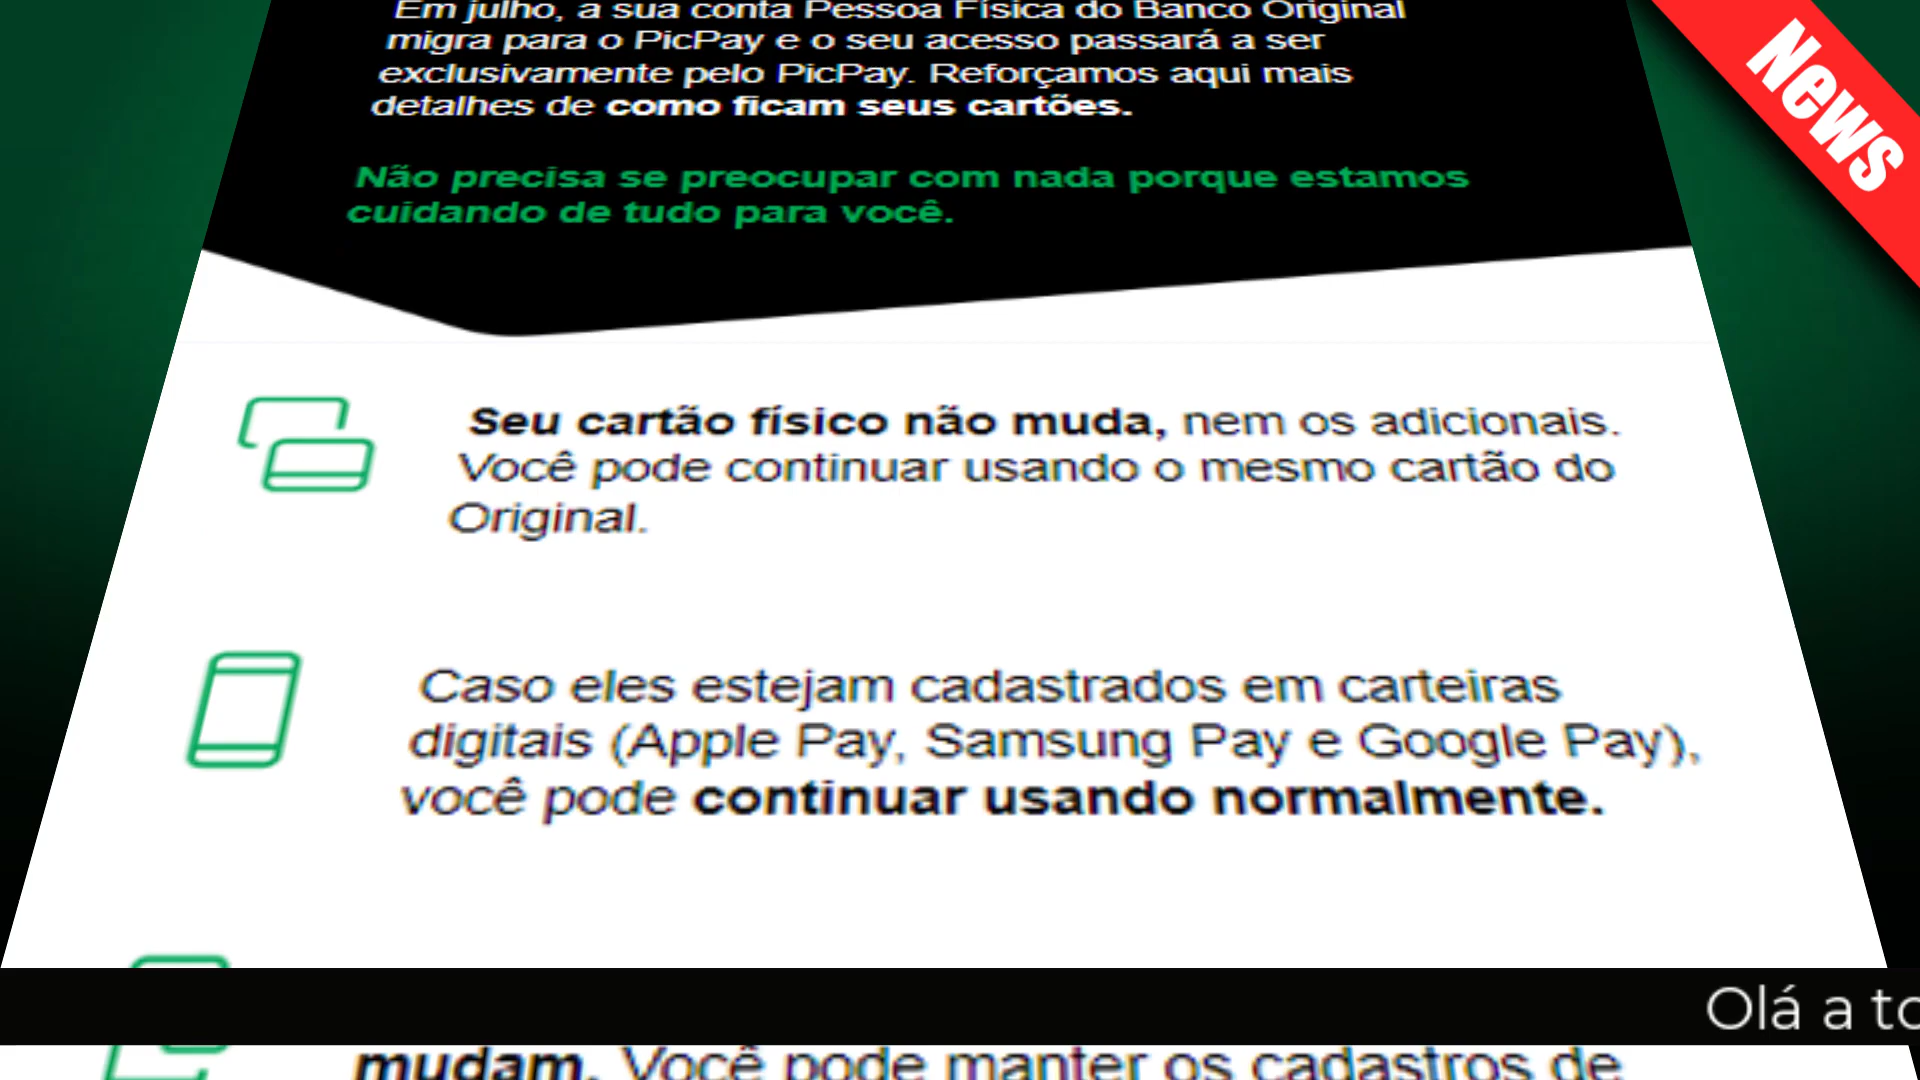 Em julho, a sua conta Pessoa Física do Banco Original
migra para o PicPay e o seu acesso passará a ser
exclusivamente pelo PicPay. Reforçamos aqui mais
detalhes de como ficam seus cartões.
Não precisa se preocupar com nada porque estamos
cuidando de tudo para você.
News
Seu cartão físico não muda, nem os adicionais.
Você pode continuar usando o mesmo cartão do
Original.
Caso eles estejam cadastrados em carteiras
digitais (Apple Pay, Samsung Pay e Google Pay),
você pode continuar usando normalmente.
Olá a
mudam. Você pode manter os cadastros de